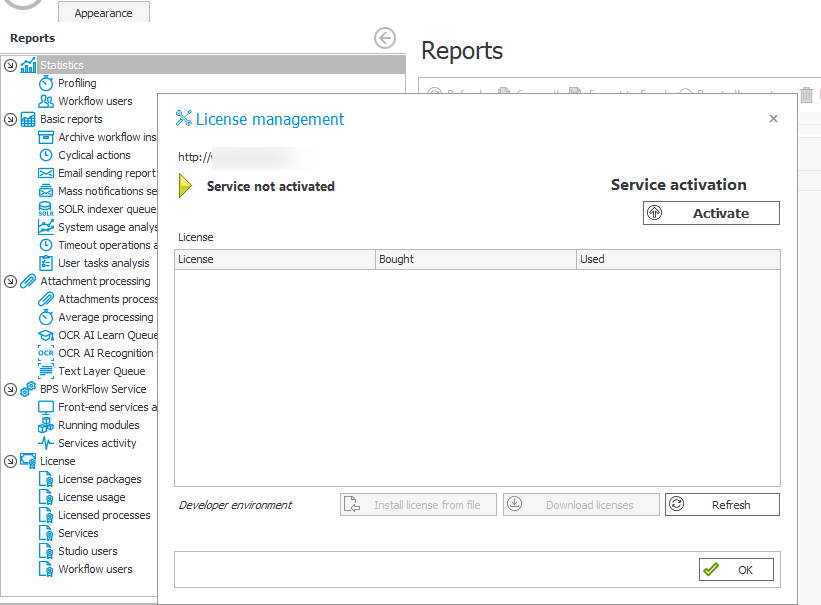 Appearance
Reports
Statistics
Profiling
Workflow users
Basic reports
Archive workflow ins
Cyclical actions
Email sending report
Mass notifications se
SOLR indexer queue
System usage analys
Timeout operations a
User tasks analysis
Attachment processing
Attachments process
Average processing
OCR AI Learn Queue
OCR AI Recognition
Text Layer Queue
BPS WorkFlow Service
Front-end services a
Running modules
Services activity
License
License packages
License usage
Licensed processes
Services
Studio users
Workflow users
Reports
License management
http://
Service not activated
Service activation
Activate
License
License Bought Used
Developer environment Install license from file Download licenses Refresh
OK